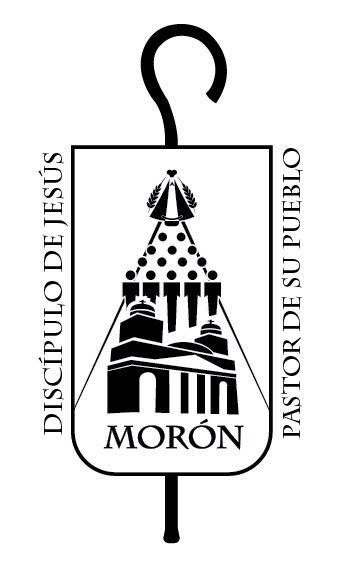 DISCÍPULO DE JESÚS
MORÓN
PASTOR DE SU PUEBLO